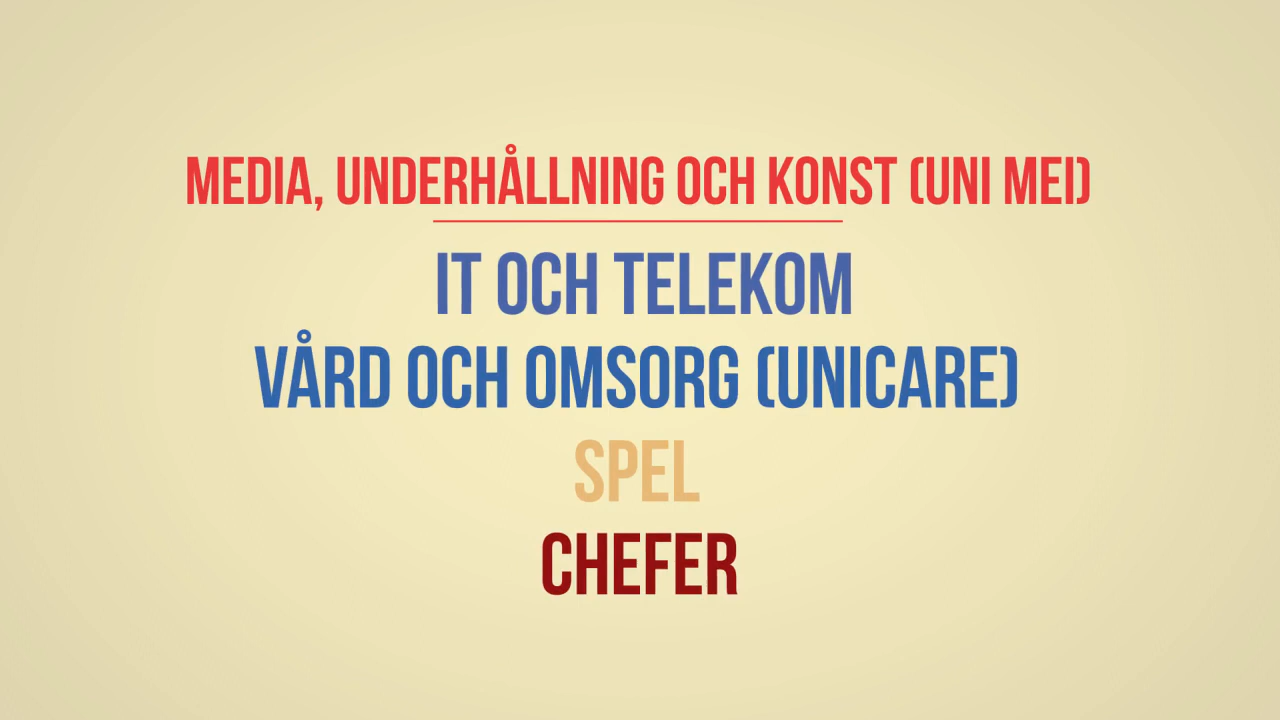 MEDIA, UNDERHÅLLNING OCH KONST (UNI MEI)
IT OCH TELEKOM
VÅRD OCH OMSORG (UNICARE)
SPEL
CHEFER